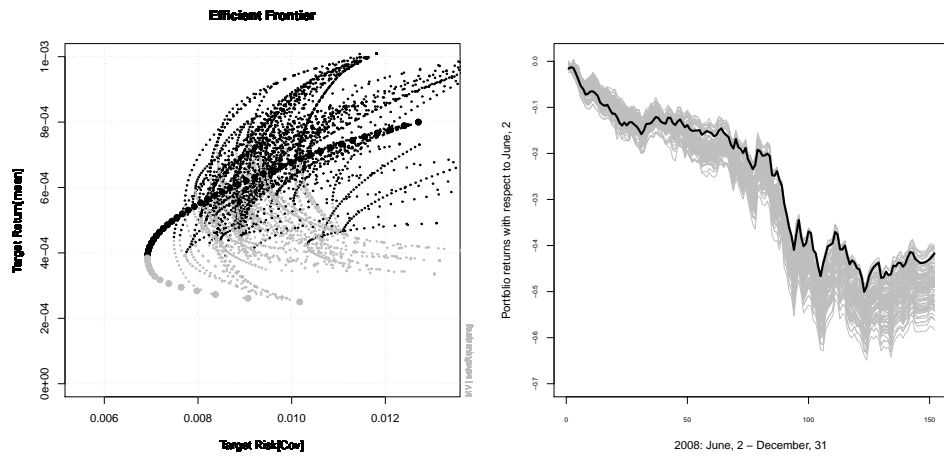 Efficient Frontier
Target Return[mean]
1e−03
8e−04
6e−04
4e−04
2e−04
0e+00
0.006
0.008
0.010
0.012
Target Risk[Cov]
MV |
Portfolio returns with respect to June, 2
0.0
−0.1
−0.2
−0.3
−0.4
−0.5
−0.6
−0.7
0
50
100
150
2008: June, 2 − December, 31